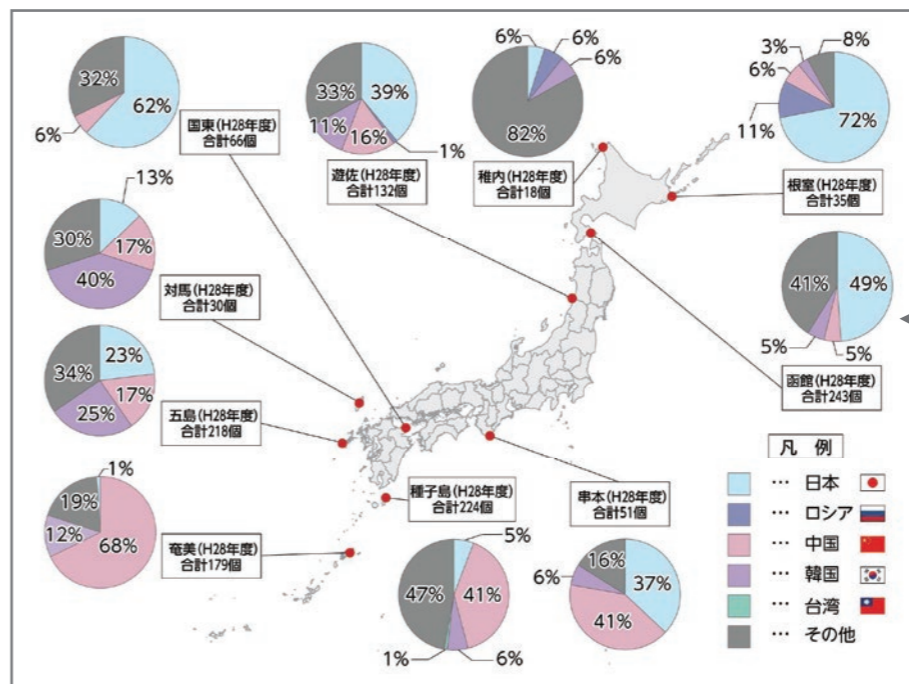 32%
62%
6%
国東(H28年度)
合計66個
33%
39%
11%
16%
1%
遊佐(H28年度)
合計132個
6%
6%
6%
82%
稚内(H28年度)
合計18個
3%
8%
6%
11%
72%
根室(H28年度)
合計35個
13%
30%
17%
40%
対馬(H28年度)
合計30個
41%
49%
5%
5%
函館(H28年度)
合計243個
23%
34%
17%
25%
五島(H28年度)
合計218個
1%
19%
12%
68%
奄美(H28年度)
合計179個
種子島(H28年度)
合計224個
5%
47%
41%
1%
6%
串本(H28年度)
合計51個
16%
6%
37%
41%
凡 例
… 日本
… ロシア
… 中国
… 韓国
… 台湾
… その他